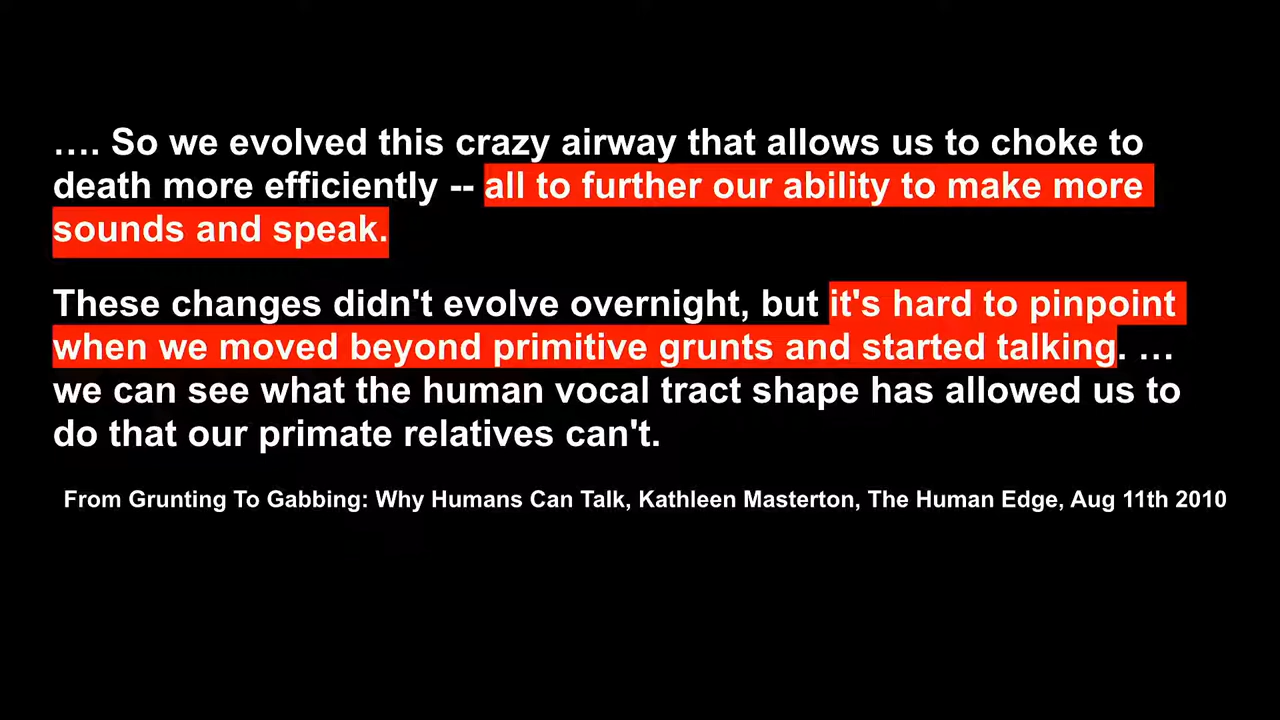 …. So we evolved this crazy airway that allows us to choke to
death more efficiently -- all to further our ability to make more
sounds and speak.
These changes didn't evolve overnight, but it's hard to pinpoint
when we moved beyond primitive grunts and started talking. …
we can see what the human vocal tract shape has allowed us to
do that our primate relatives can't.
From Grunting To Gabbing: Why Humans Can Talk, Kathleen Masterton, The Human Edge, Aug 11th 2010